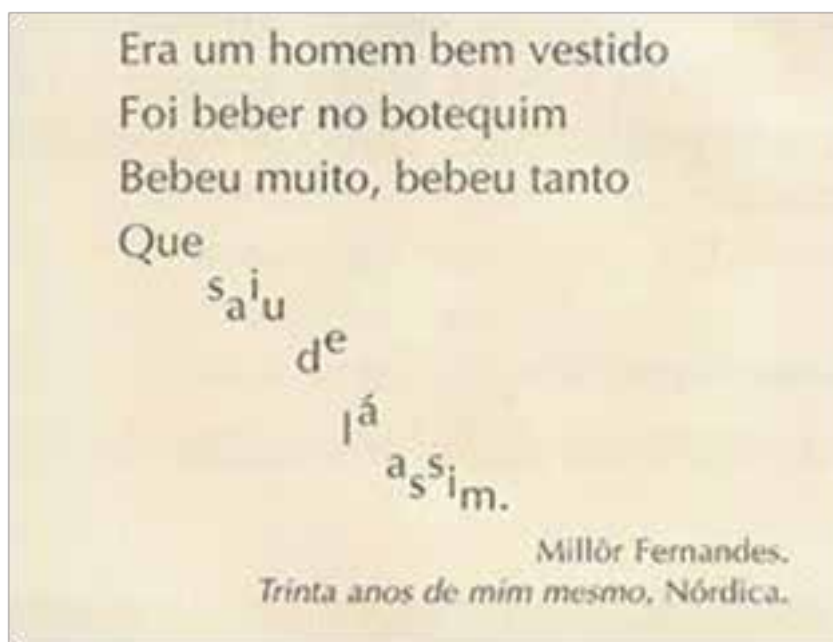 Era um homem bem vestido
Foi beber no botequim
Bebeu muito, bebeu tanto
Que
saiu
de
lá
assim.
Millôr Fernandes.
Trinta anos de mim mesmo, Nórdica.